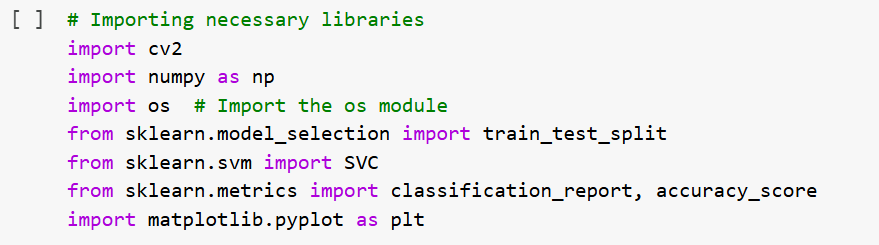 [ ] # Importing necessary libraries
import cv2
import numpy as np
import os  # Import the os module
from sklearn.model_selection import train_test_split
from sklearn.svm import SVC
from sklearn.metrics import classification_report, accuracy_score
import matplotlib.pyplot as plt